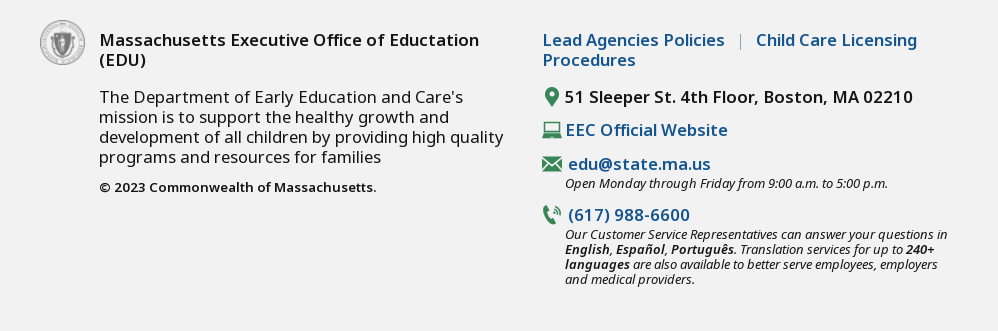 Massachusetts Executive Office of Eductation
(EDU)
The Department of Early Education and Care's
mission is to support the healthy growth and
development of all children by providing high quality
programs and resources for families
© 2023 Commonwealth of Massachusetts.
Lead Agencies Policies | Child Care Licensing
Procedures
51 Sleeper St. 4th Floor, Boston, MA 02210
EEC Official Website
edu@state.ma.us
Open Monday through Friday from 9:00 a.m. to 5:00 p.m.
(617) 988-6600
Our Customer Service Representatives can answer your questions in
English, Español, Português. Translation services for up to 240+
languages are also available to better serve employees, employers
and medical providers.